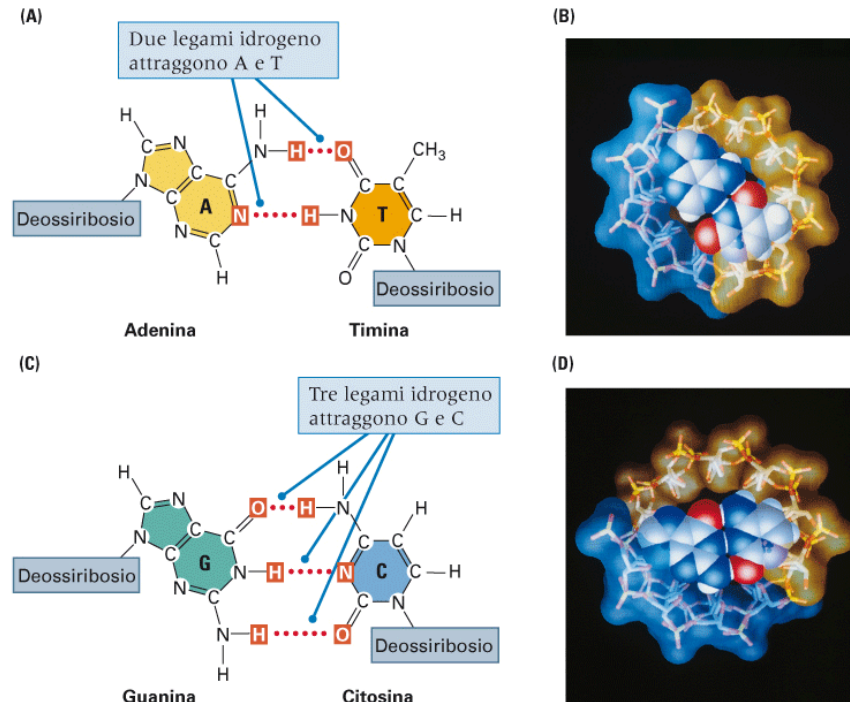 (A)
Due legami idrogeno
attraggono A e T
H
H
C
N
C
N
H
O
CH₃
C
C
C
C
N
A
N
H
N
T
C
H
Deossiribosio
N
C
C
N
H
O
Deossiribosio
Adenina
Timina
(B)
(C)
Tre legami idrogeno
attraggono G e C
H
H
H
C
N
C
C
O
H
N
C
C
N
C
G
N
H
N
C
C
H
Deossiribosio
N
C
C
N
N
H
O
Deossiribosio
H
Guanina
Citosina
(D)